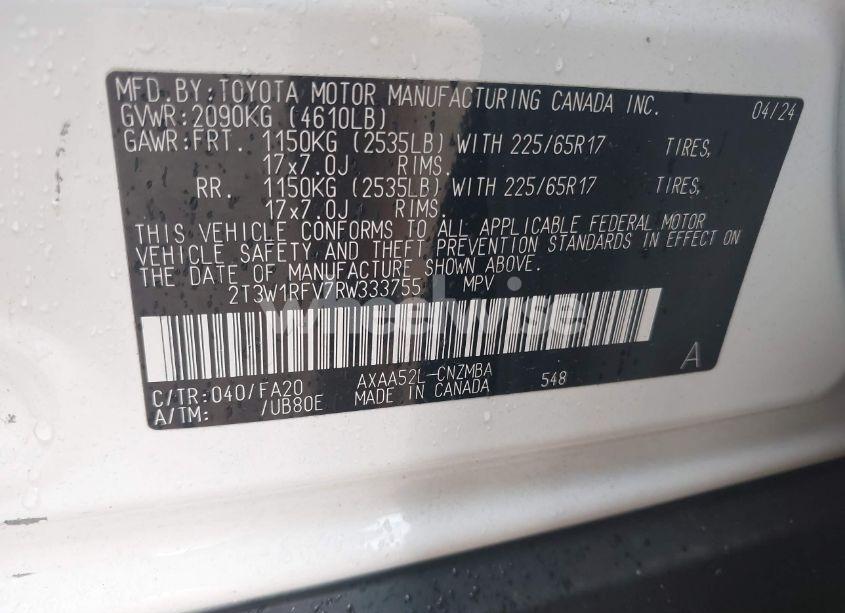 MFD.BY:TOYOTA MOTOR MANUFACTURING CANADA INC. 04/24
GVWR:2090KG (4610LB)
GAWR:FRT. 1150KG (2535LB) WITH 225/65R17 TIRES,
17x7.0J RIMS.
RR. 1150KG (2535LB) WITH 225/65R17 TIRES,
17x7.0J RIMS.
THIS VEHICLE CONFORMS TO ALL APPLICABLE FEDERAL MOTOR
VEHICLE SAFETY AND THEFT PREVENTION STANDARDS IN EFFECT ON
THE DATE OF MANUFACTURE SHOWN ABOVE.
2T3W1RFV7RW333755 MPV
Wheelwise
A
C/TR:040/FA20 AXAA52L-CNZMBA 548
A/TM: /UB80E MADE IN CANADA